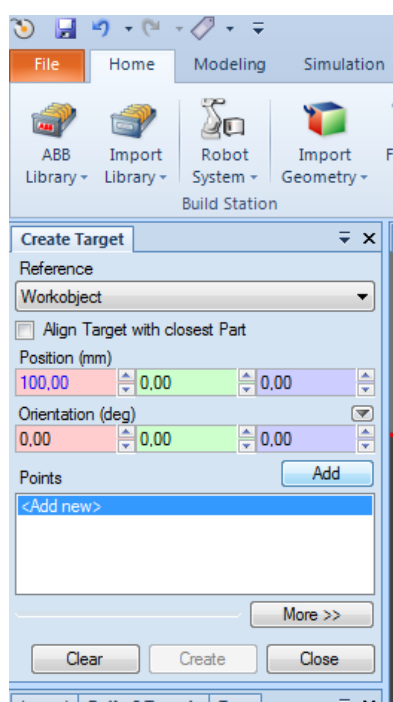 File Home Modeling Simulation
ABB Import Robot Import
Library Library System Geometry
Build Station
Create Target
Reference
Workobject
Align Target with closest Part
Position (mm)
100,00 0,00 0,00
Orientation (deg)
0,00 0,00 0,00
Points Add
<Add new>
More >>
Clear Create Close